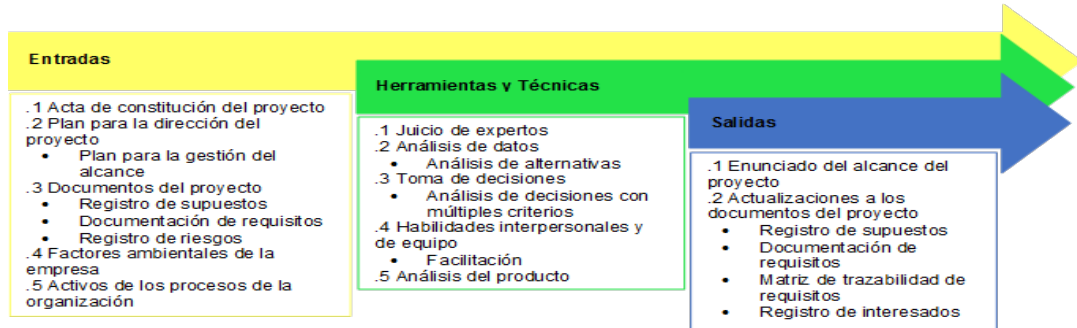 Entradas
.1 Acta de constitución del proyecto
.2 Plan para la dirección del
proyecto
• Plan para la gestión del
alcance
.3 Documentos del proyecto
• Registro de supuestos
• Documentación de requisitos
• Registro de riesgos
.4 Factores ambientales de la
empresa
.5 Activos de los procesos de la
organización
Herramientas y Técnicas
.1 Juicio de expertos
.2 Análisis de datos
• Análisis de alternativas
.3 Toma de decisiones
• Análisis de decisiones con
múltiples criterios
.4 Habilidades interpersonales y
de equipo
• Facilitación
.5 Análisis del producto
Salidas
.1 Enunciado del alcance del
proyecto
.2 Actualizaciones a los
documentos del proyecto
• Registro de supuestos
• Documentación de
requisitos
• Matriz de trazabilidad de
requisitos
• Registro de interesados